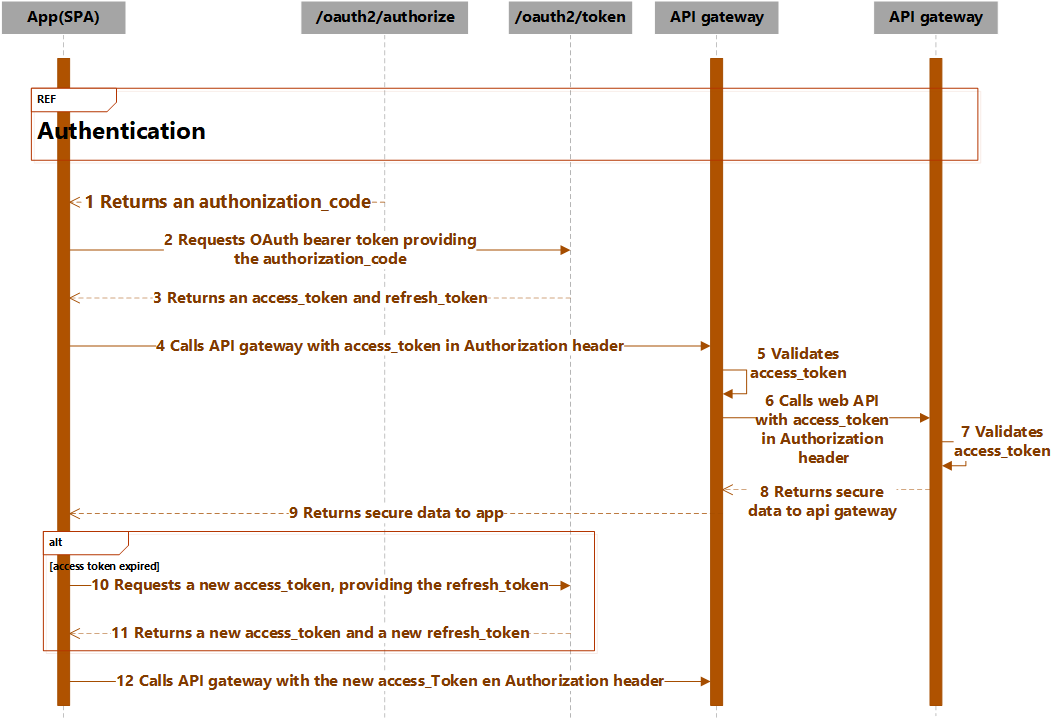 App(SPA)
/oauth2/authorize
/oauth2/token
API gateway
API gateway
REF
Authentication
1 Returns an authonization_code
2 Requests OAuth bearer token providing
the authorization_code
3 Returns an access_token and refresh_token
4 Calls API gateway with access_token in Authorization header
5 Validates
access_token
6 Calls web API
with access_token
in Authorization
header
7 Validates
access_token
8 Returns secure
data to api gateway
9 Returns secure data to app
alt
[access token expired]
10 Requests a new access_token, providing the refresh_token
11 Returns a new access_token and a new refresh_token
12 Calls API gateway with the new access_Token en Authorization header